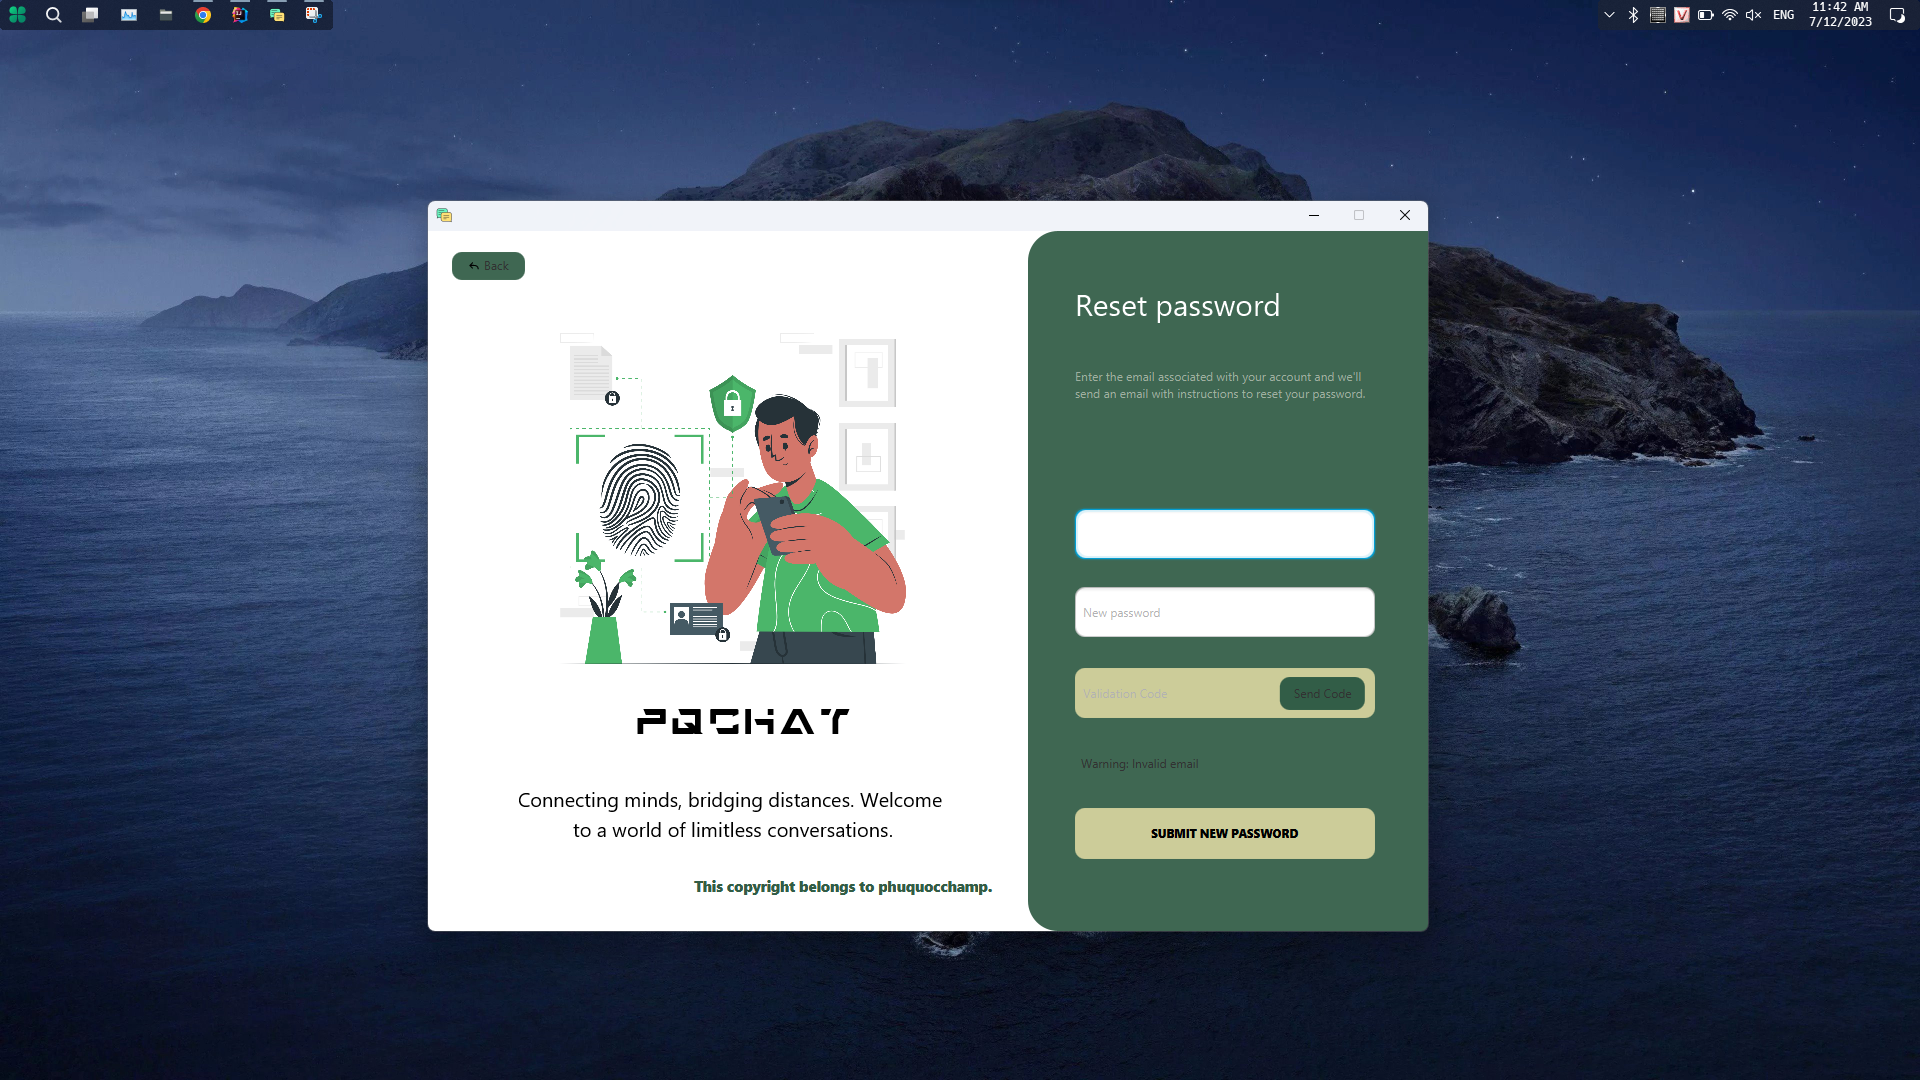 ENG
11:42 AM
7/12/2023
Back
Reset password
Enter the email associated with your account and we'll
send an email with instructions to reset your password.
New password
Validation Code
Send Code
Warning: Invalid email
SUBMIT NEW PASSWORD
PQCHAT
Connecting minds, bridging distances. Welcome
to a world of limitless conversations.
This copyright belongs to phuquocchamp.